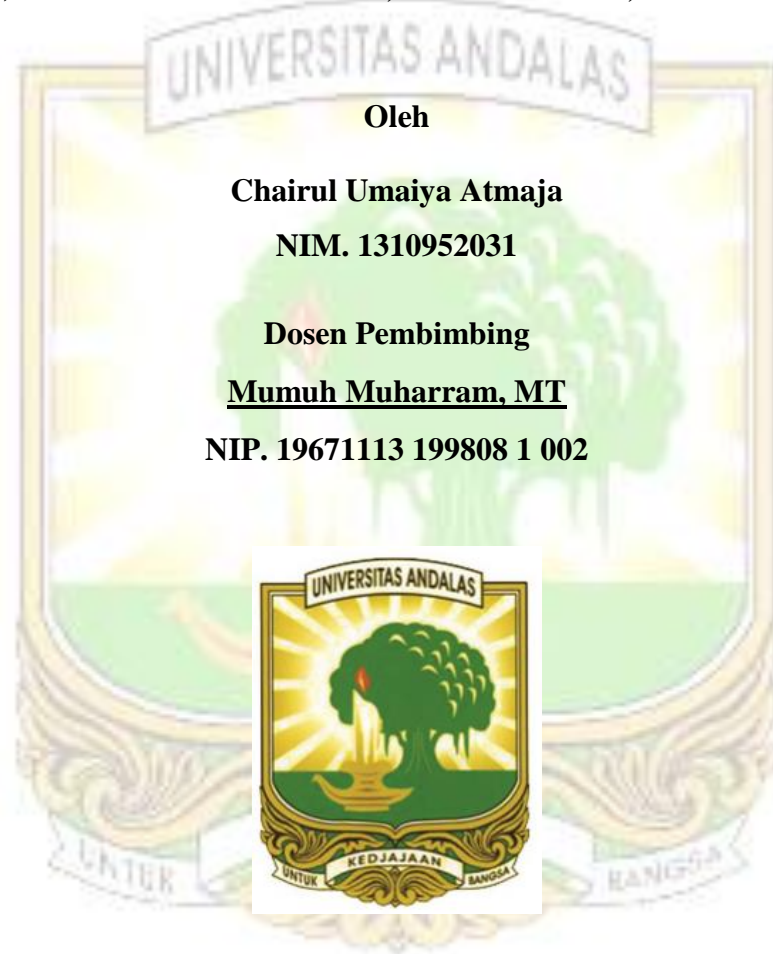 UNIVERSITAS ANDALAS
Oleh
Chairul Umaiya Atmaja
NIM. 1310952031
Dosen Pembimbing
Mumuh Muharram, MT
NIP. 19671113 199808 1 002
UNIVERSITAS ANDALAS
UNTUK KEDJAJAAN BANGSA
UNTUK BANGSA